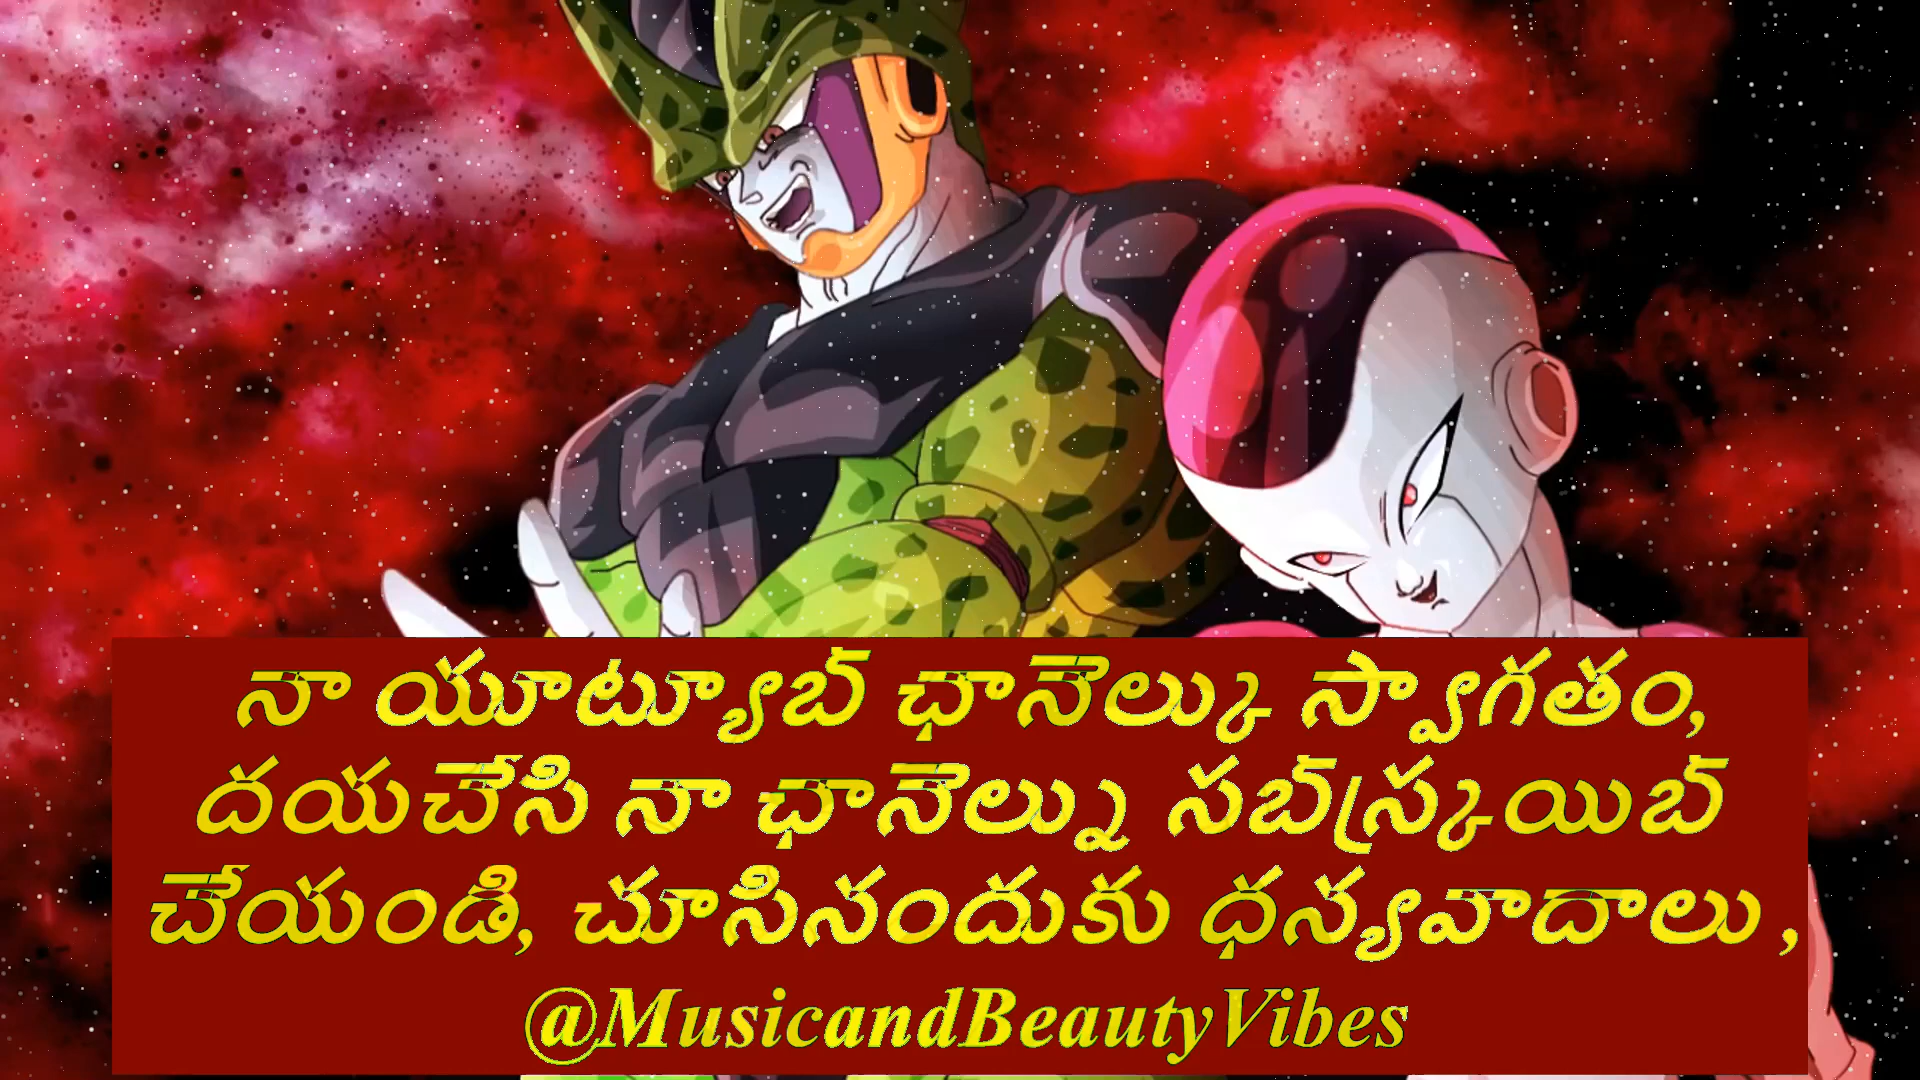 నా యూట్యూబ్ ఛానెల్కు స్వాగతం,
దయచేసి నా ఛానెల్ను సబ్స్క్రయిబ్
చేయండి, చూసినందుకు ధన్యవాదాలు ,
@MusicandBeautyVibes